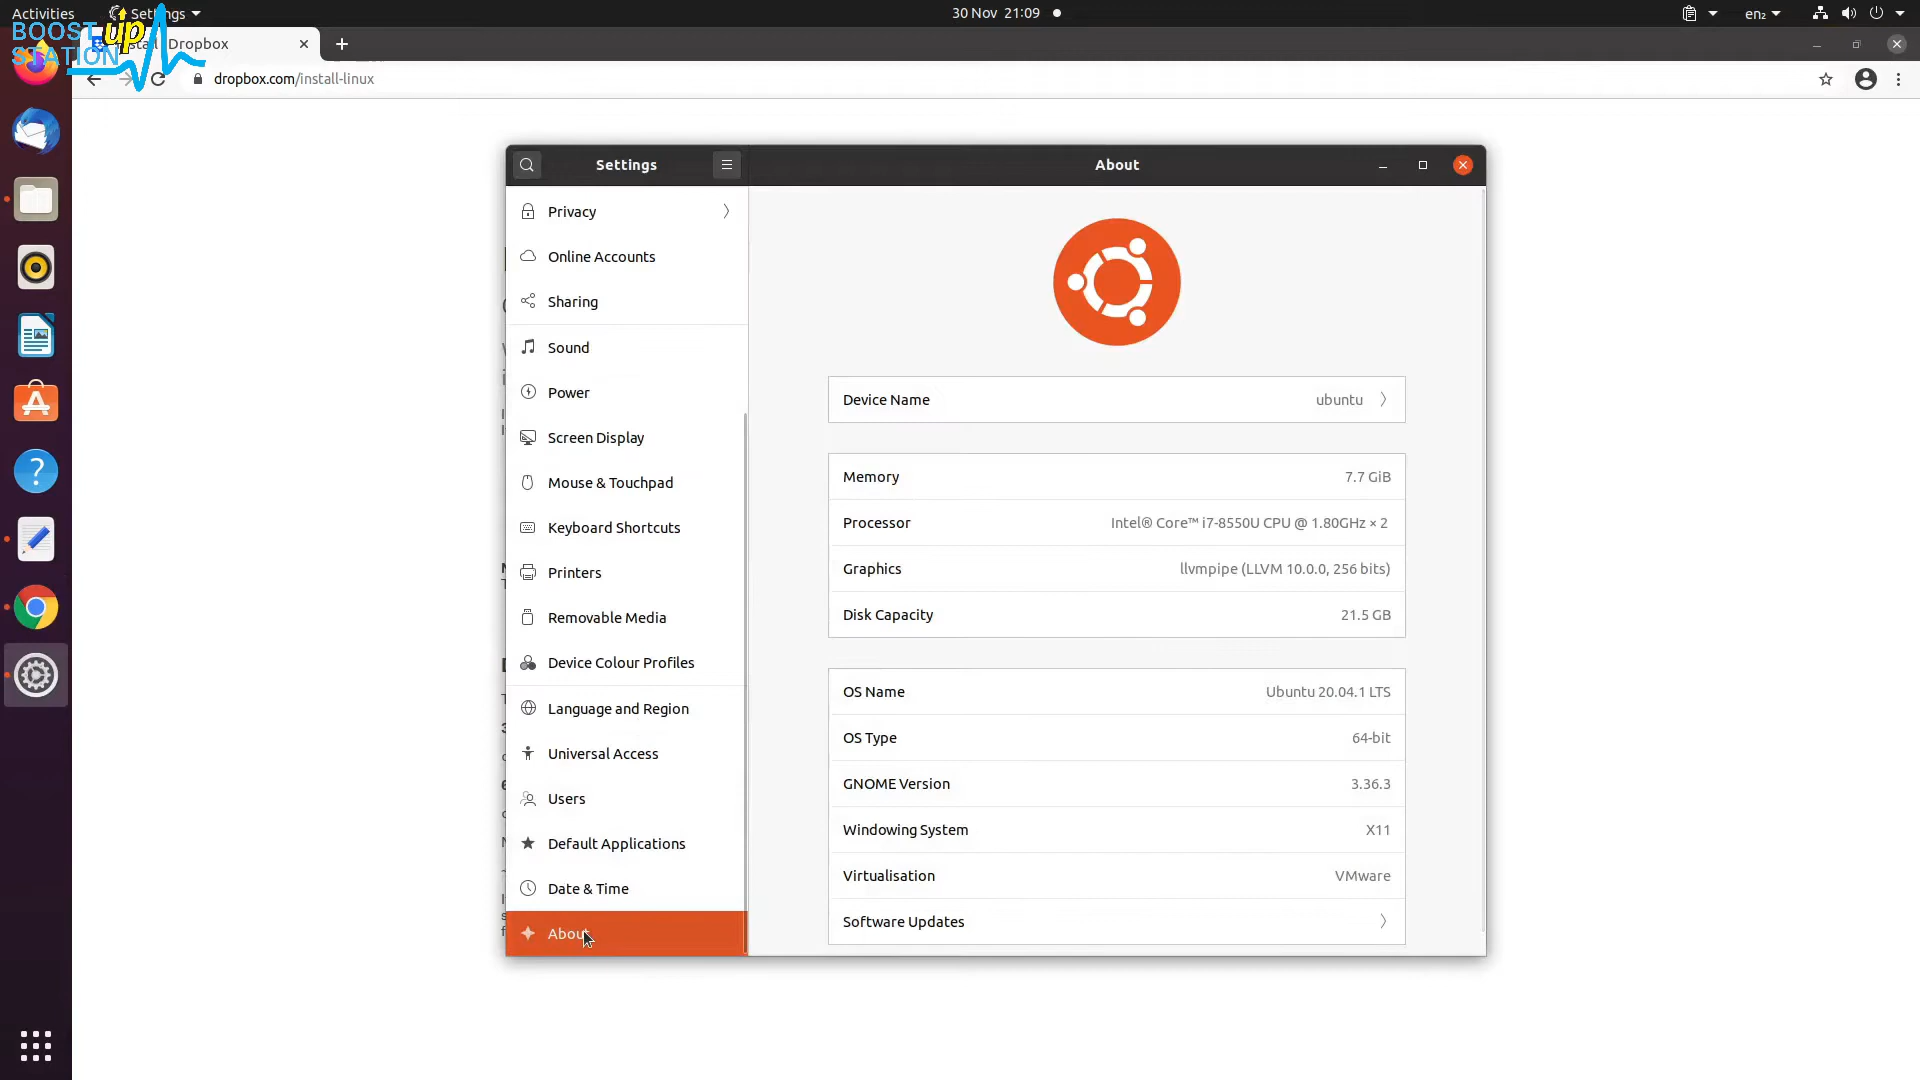 Activities
Settings
30 Nov 21:09
en₂
BOOST up
STATION
Dropbox
dropbox.com/install-linux
Settings
About
Privacy
Online Accounts
Sharing
Sound
Power
Screen Display
Mouse & Touchpad
Keyboard Shortcuts
Printers
Removable Media
Device Colour Profiles
Language and Region
Universal Access
Users
Default Applications
Date & Time
About
Device Name ubuntu
Memory 7.7 GiB
Processor Intel® Core™ i7-8550U CPU @ 1.80GHz × 2
Graphics llvmpipe (LLVM 10.0.0, 256 bits)
Disk Capacity 21.5 GB
OS Name Ubuntu 20.04.1 LTS
OS Type 64-bit
GNOME Version 3.36.3
Windowing System X11
Virtualisation VMware
Software Updates